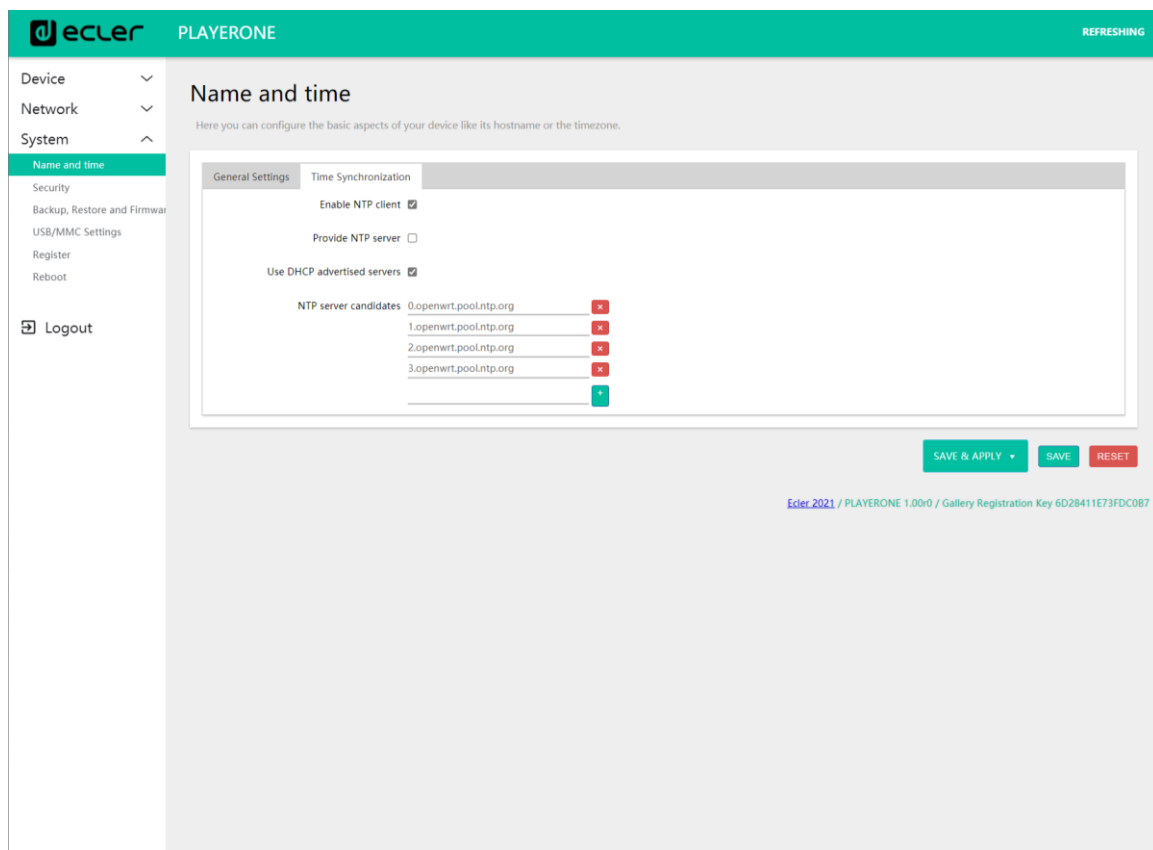 ecler
PLAYERONE
REFRESHING
Device
Network
System
Name and time
Security
Backup, Restore and Firmwar
USB/MMC Settings
Register
Reboot
Logout
Name and time
Here you can configure the basic aspects of your device like its hostname or the timezone.
General Settings
Time Synchronization
Enable NTP client
Provide NTP server
Use DHCP advertised servers
NTP server candidates 0.openwrt.pool.ntp.org ×
1.openwrt.pool.ntp.org ×
2.openwrt.pool.ntp.org ×
3.openwrt.pool.ntp.org ×
+
SAVE & APPLY
SAVE
RESET
Ecler 2021 / PLAYERONE 1.00r0 / Gallery Registration Key 6D28411E73FDC0B7